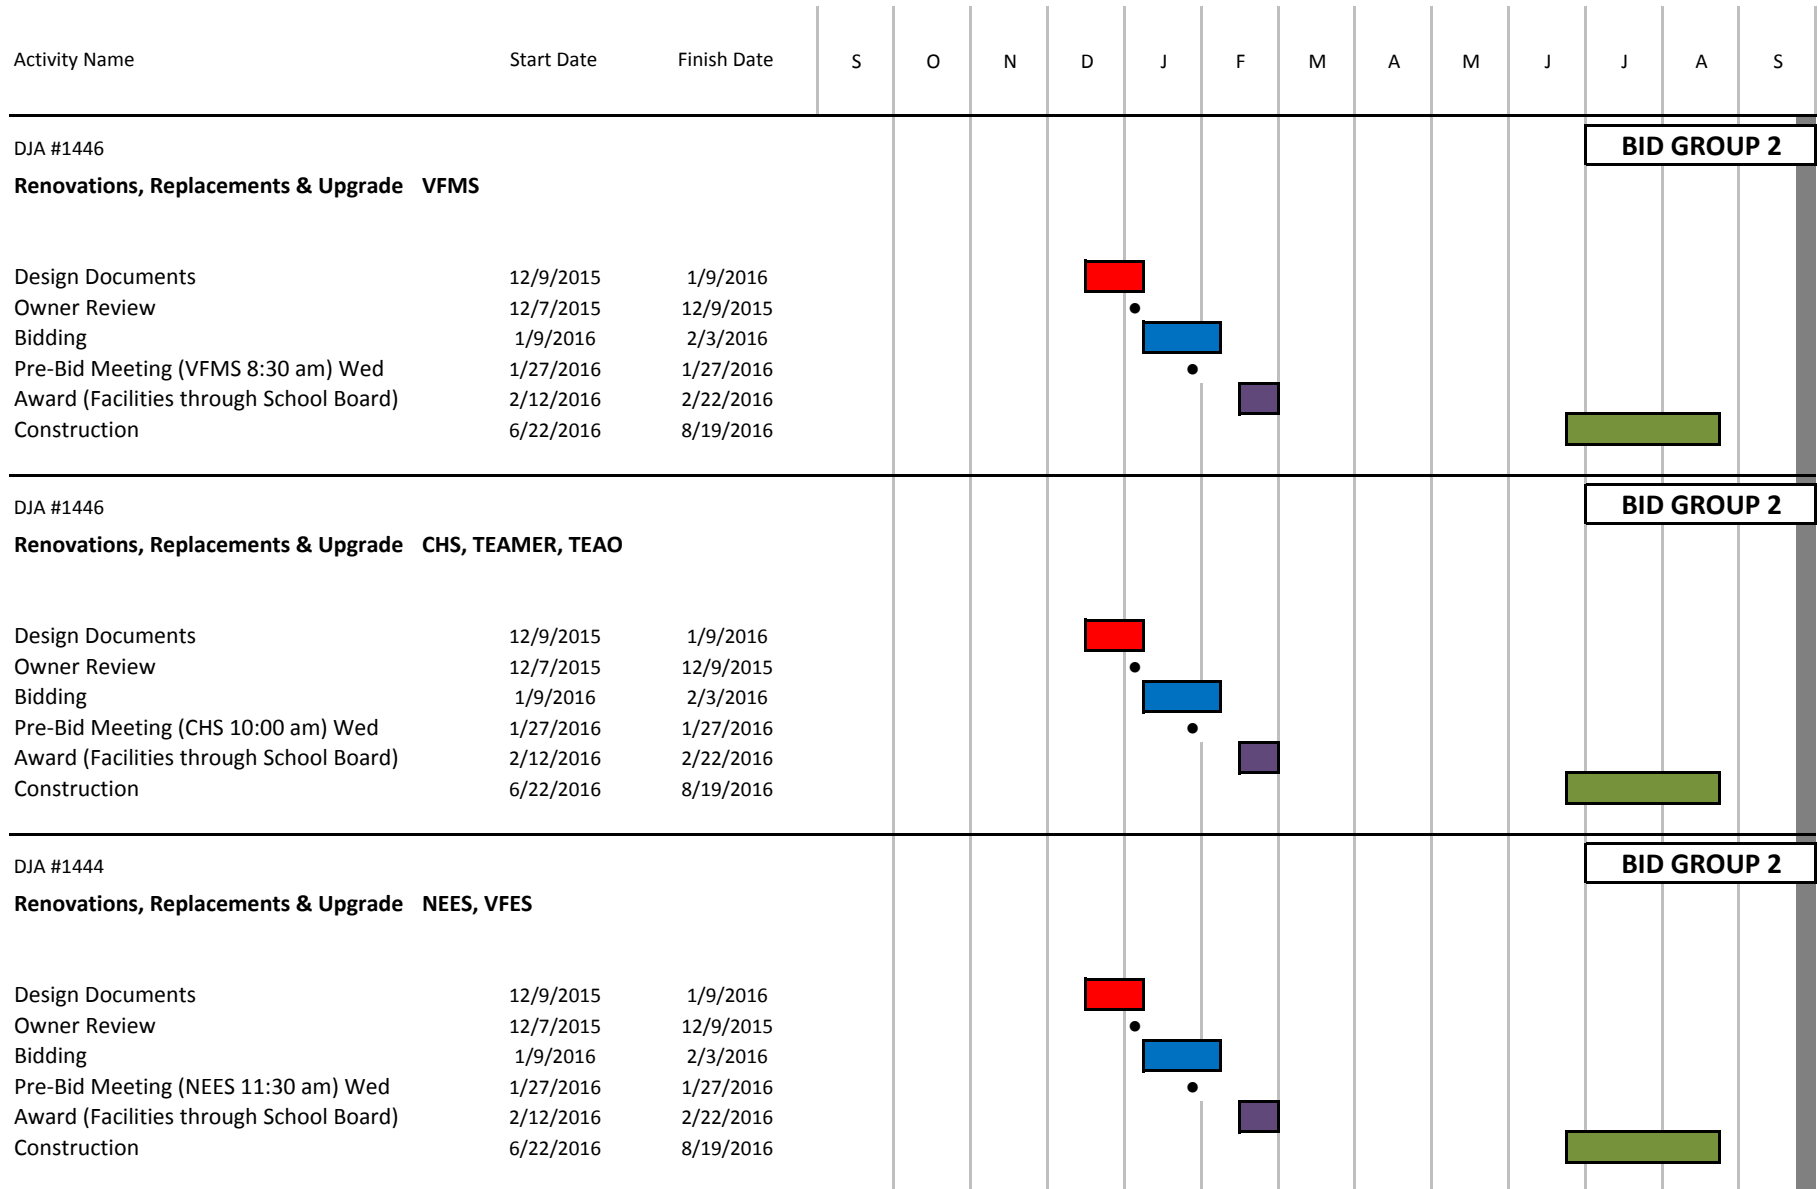 Activity Name Start Date Finish Date S O N D J F M A M J J A S
DJA #1446 BID GROUP 2
Renovations, Replacements & Upgrade VFMS
Design Documents 12/9/2015 1/9/2016
Owner Review 12/7/2015 12/9/2015
Bidding 1/9/2016 2/3/2016
Pre-Bid Meeting (VFMS 8:30 am) Wed 1/27/2016 1/27/2016
Award (Facilities through School Board) 2/12/2016 2/22/2016
Construction 6/22/2016 8/19/2016
DJA #1446 BID GROUP 2
Renovations, Replacements & Upgrade CHS, TEAMER, TEAO
Design Documents 12/9/2015 1/9/2016
Owner Review 12/7/2015 12/9/2015
Bidding 1/9/2016 2/3/2016
Pre-Bid Meeting (CHS 10:00 am) Wed 1/27/2016 1/27/2016
Award (Facilities through School Board) 2/12/2016 2/22/2016
Construction 6/22/2016 8/19/2016
DJA #1444 BID GROUP 2
Renovations, Replacements & Upgrade NEES, VFES
Design Documents 12/9/2015 1/9/2016
Owner Review 12/7/2015 12/9/2015
Bidding 1/9/2016 2/3/2016
Pre-Bid Meeting (NEES 11:30 am) Wed 1/27/2016 1/27/2016
Award (Facilities through School Board) 2/12/2016 2/22/2016
Construction 6/22/2016 8/19/2016